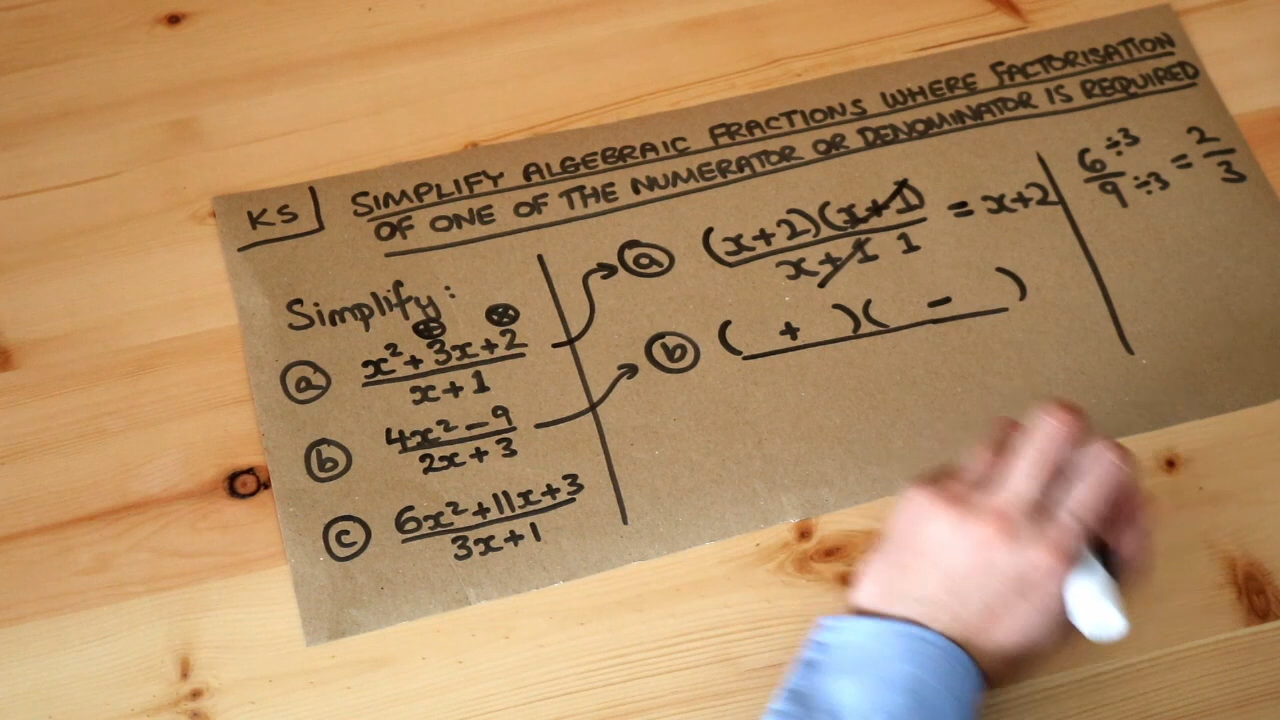 KS
SIMPLIFY ALGEBRAIC FRACTIONS WHERE FACTORISATION
OF ONE OF THE NUMERATOR OR DENOMINATOR IS REQUIRED
Simplify:
+ ×
(a) x² + 3x + 2
x + 1
(b) 4x² - 9
2x + 3
(c) 6x² + 11x + 3
3x + 1
(a) (x+2)(x+1) = x+2
x+1 1
(b) ( + )( - )
6 ÷3 = 2
9 ÷3 3